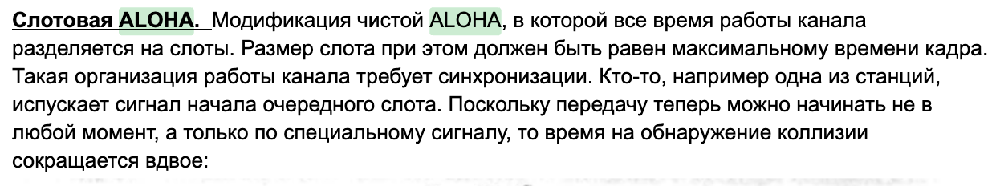 Слотовая ALOHA. Модификация чистой ALOHA, в которой все время работы канала
разделяется на слоты. Размер слота при этом должен быть равен максимальному времени кадра.
Такая организация работы канала требует синхронизации. Кто-то, например одна из станций,
испускает сигнал начала очередного слота. Поскольку передачу теперь можно начинать не в
любой момент, а только по специальному сигналу, то время на обнаружение коллизии
сокращается вдвое: